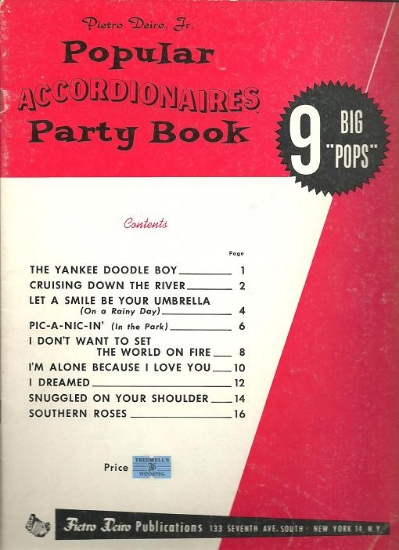 Pietro Deiro, Jr.
Popular
ACCORDIONAIRES
Party Book
9 BIG
"POPS"
Contents
Page
THE YANKEE DOODLE BOY 1
CRUISING DOWN THE RIVER 2
LET A SMILE BE YOUR UMBRELLA
(On a Rainy Day) 4
PIC-A-NIC-IN' (In the Park) 6
I DON'T WANT TO SET
THE WORLD ON FIRE 8
I'M ALONE BECAUSE I LOVE YOU 10
I DREAMED 12
SNUGGLED ON YOUR SHOULDER 14
SOUTHERN ROSES 16
Price
TREDWELL'S
WINNIPEG
Pietro Deiro Publications 133 SEVENTH AVE. SOUTH - NEW YORK 14, N.Y.